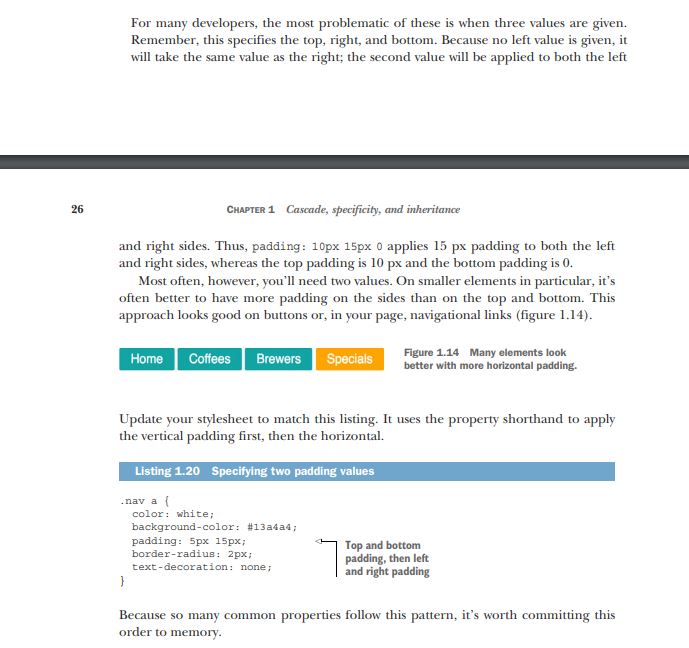 For many developers, the most problematic of these is when three values are given.
Remember, this specifies the top, right, and bottom. Because no left value is given, it
will take the same value as the right; the second value will be applied to both the left
26 CHAPTER 1 Cascade, specificity, and inheritance
and right sides. Thus, padding: 10px 15px 0 applies 15 px padding to both the left
and right sides, whereas the top padding is 10 px and the bottom padding is 0.
Most often, however, you'll need two values. On smaller elements in particular, it's
often better to have more padding on the sides than on the top and bottom. This
approach looks good on buttons or, in your page, navigational links (figure 1.14).
Home Coffees Brewers Specials
Figure 1.14 Many elements look
better with more horizontal padding.
Update your stylesheet to match this listing. It uses the property shorthand to apply
the vertical padding first, then the horizontal.
Listing 1.20 Specifying two padding values
.nav a {
color: white;
background-color: #13a4a4;
padding: 5px 15px;
border-radius: 2px;
text-decoration: none;
}
Top and bottom
padding, then left
and right padding
Because so many common properties follow this pattern, it's worth committing this
order to memory.